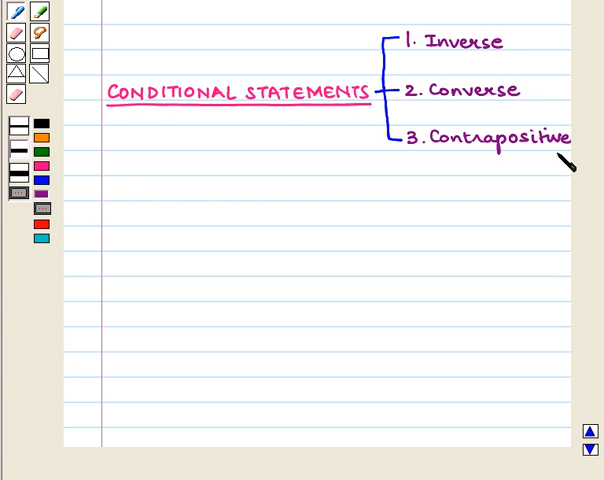 1. Inverse
CONDITIONAL STATEMENTS
2. Converse
3. Contrapositive